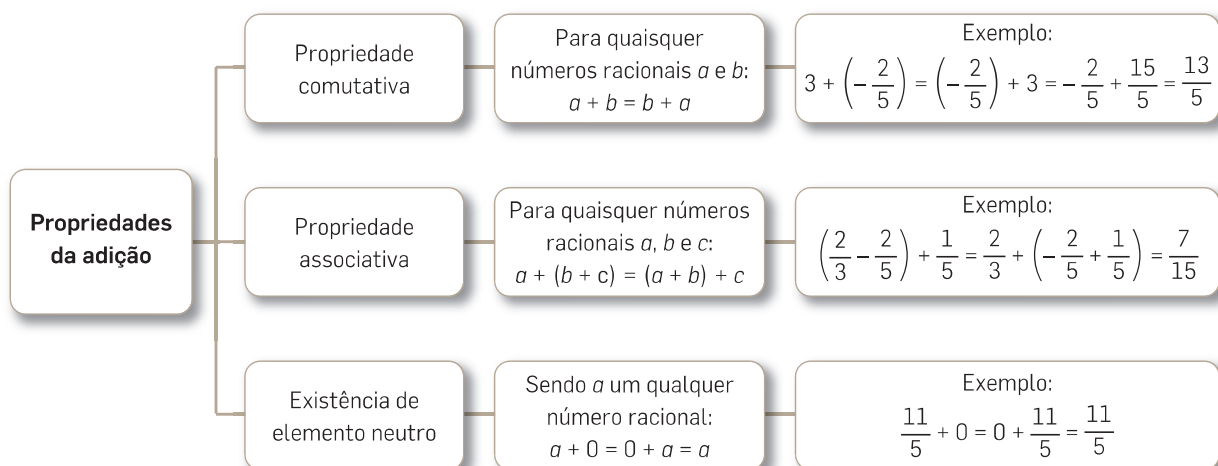 Propriedades
da adição
Propriedade
comutativa
Para quaisquer
números racionais a e b:
a + b = b + a
Exemplo:
3 + (− 2/5) = (− 2/5) + 3 = − 2/5 + 15/5 = 13/5
Propriedade
associativa
Para quaisquer números
racionais a, b e c:
a + (b + c) = (a + b) + c
Exemplo:
(2/3 − 2/5) + 1/5 = 2/3 + (− 2/5 + 1/5) = 7/15
Existência de
elemento neutro
Sendo a um qualquer
número racional:
a + 0 = 0 + a = a
Exemplo:
11/5 + 0 = 0 + 11/5 = 11/5